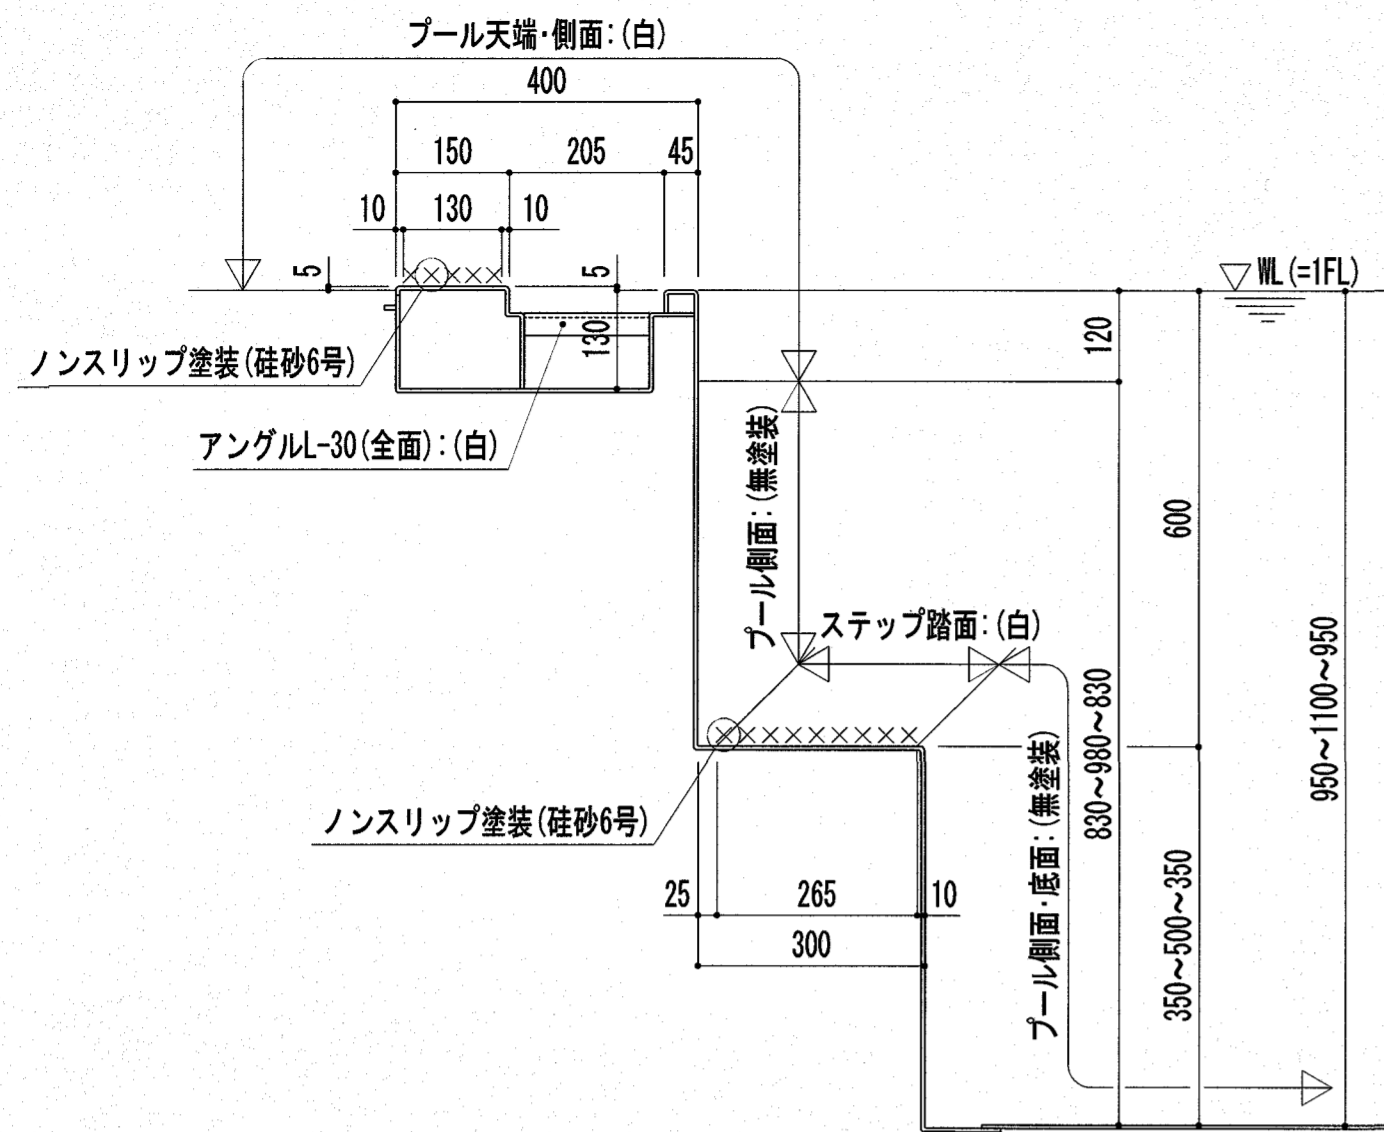 プール天端･側面:(白)
400
150
205
45
10
130
10
5
5
WL(=1FL)
130
120
ノンスリップ塗装(硅砂6号)
アングルL-30(全面):(白)
プール側面:(無塗装)
600
ステップ踏面:(白)
830～980～830
950～1100～950
ノンスリップ塗装(硅砂6号)
プール側面･底面:(無塗装)
350～500～350
25
265
10
300